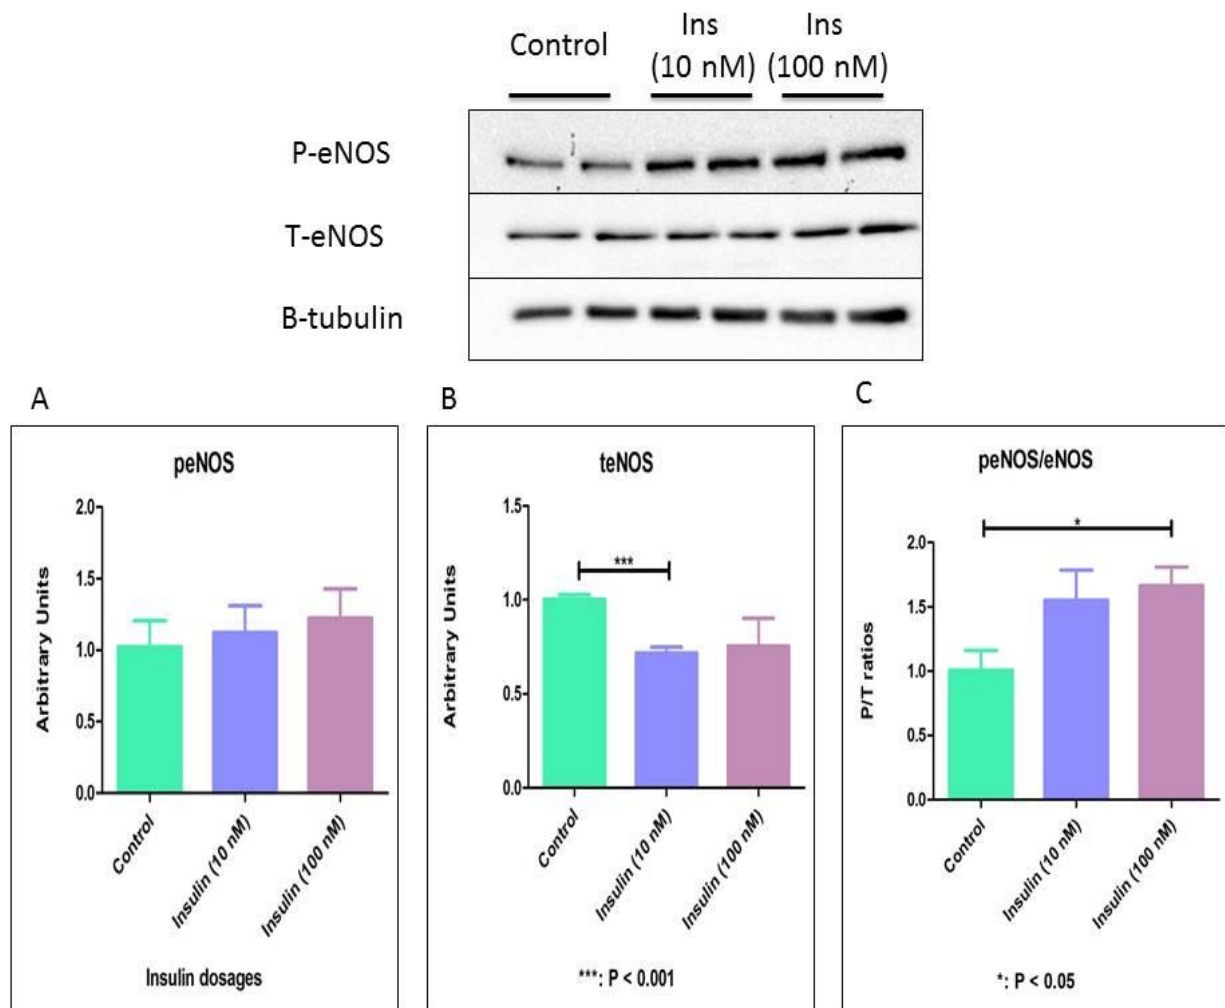 Control
Ins
(10 nM)
Ins
(100 nM)
P-eNOS
T-eNOS
B-tubulin
A
peNOS
2.0
1.5
1.0
0.5
0.0
Arbitrary Units
Control
Insulin (10 nM)
Insulin (100 nM)
Insulin dosages
B
teNOS
1.5
1.0
0.5
0.0
Arbitrary Units
***
Control
Insulin (10 nM)
Insulin (100 nM)
***: P < 0.001
C
peNOS/eNOS
*
2.0
1.5
1.0
0.5
0.0
P/T ratios
Control
Insulin (10 nM)
Insulin (100 nM)
*: P < 0.05